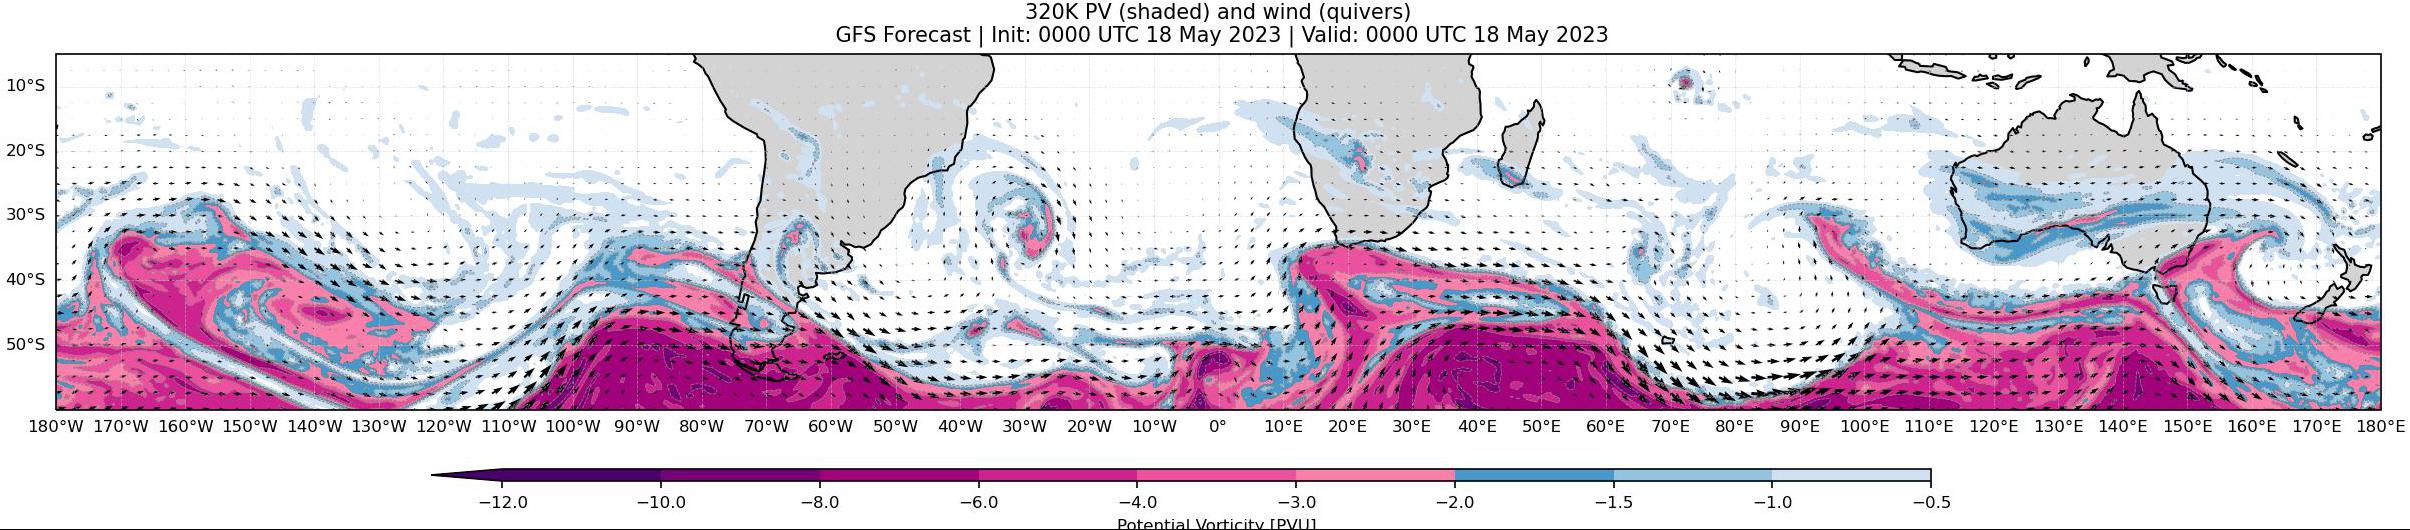 320K PV (shaded) and wind (quivers)
GFS Forecast | Init: 0000 UTC 18 May 2023 | Valid: 0000 UTC 18 May 2023
10°S
20°S
30°S
40°S
50°S
180°W 170°W 160°W 150°W 140°W 130°W 120°W 110°W 100°W 90°W 80°W 70°W 60°W 50°W 40°W 30°W 20°W 10°W 0° 10°E 20°E 30°E 40°E 50°E 60°E 70°E 80°E 90°E 100°E 110°E 120°E 130°E 140°E 150°E 160°E 170°E 180°E
−12.0 −10.0 −8.0 −6.0 −4.0 −3.0 −2.0 −1.5 −1.0 −0.5
Potential Vorticity [PVU]